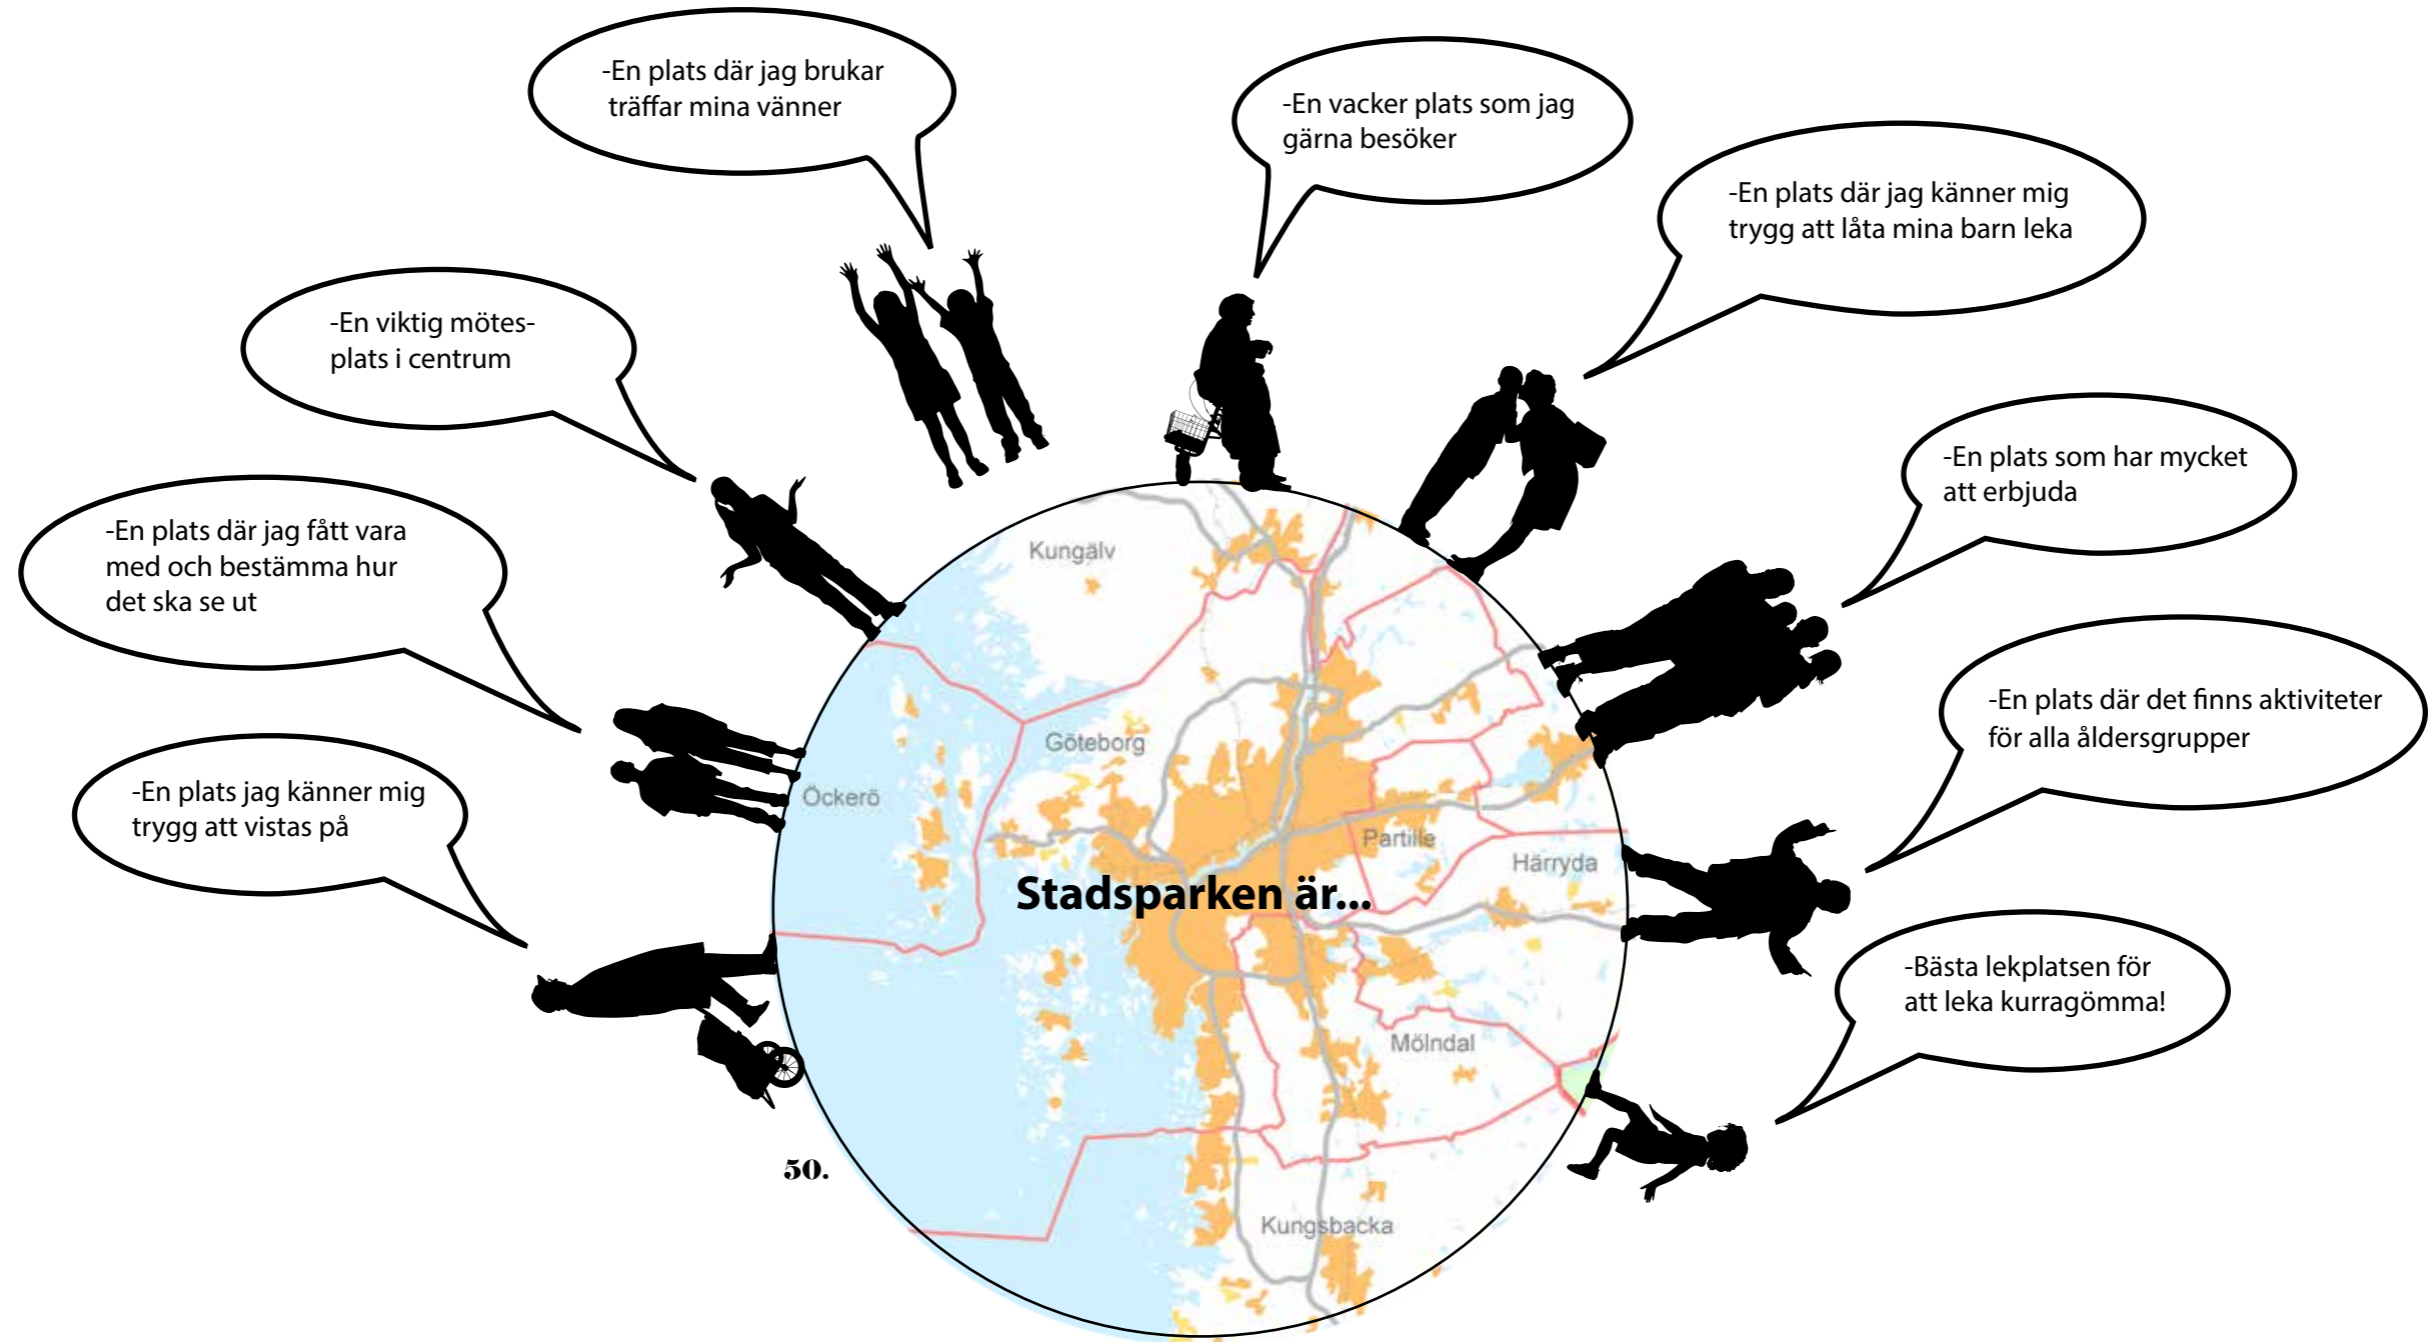 -En plats där jag brukar
träffar mina vänner
-En vacker plats som jag
gärna besöker
-En plats där jag känner mig
trygg att låta mina barn leka
-En viktig mötes-
plats i centrum
-En plats som har mycket
att erbjuda
-En plats där jag fått vara
med och bestämma hur
det ska se ut
-En plats där det finns aktiviteter
för alla åldersgrupper
-En plats jag känner mig
trygg att vistas på
-Bästa lekplatsen för
att leka kurragömma!
Kungälv
Göteborg
Öckerö
Partille
Härryda
Stadsparken är...
Mölndal
50.
Kungsbacka